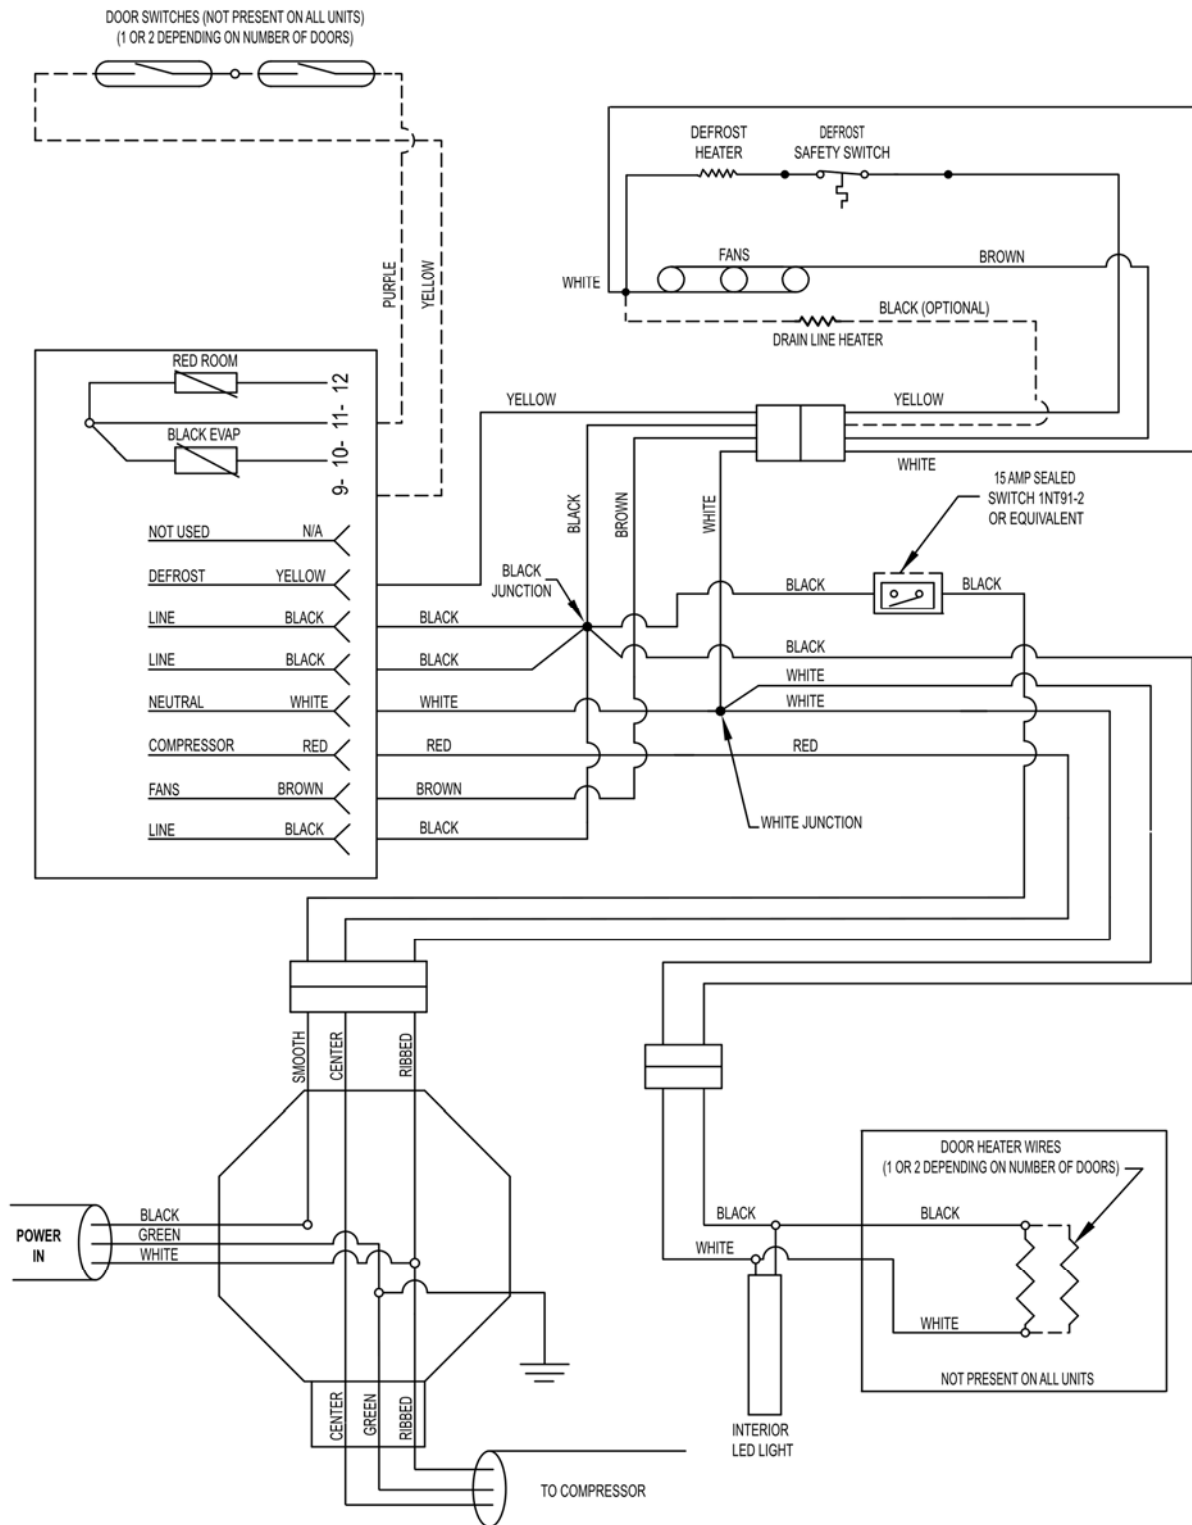 DOOR SWITCHES (NOT PRESENT ON ALL UNITS)
(1 OR 2 DEPENDING ON NUMBER OF DOORS)
PURPLE
YELLOW
DEFROST
HEATER
DEFROST
SAFETY SWITCH
FANS
BROWN
WHITE
BLACK (OPTIONAL)
DRAIN LINE HEATER
RED ROOM
12
11-
BLACK EVAP
10-
9-
YELLOW
YELLOW
WHITE
BLACK
BROWN
WHITE
15 AMP SEALED
SWITCH 1NT91-2
OR EQUIVALENT
NOT USED N/A
DEFROST YELLOW
BLACK
JUNCTION
BLACK
BLACK
LINE BLACK
BLACK
BLACK
LINE BLACK
BLACK
WHITE
NEUTRAL WHITE
WHITE
WHITE
COMPRESSOR RED
RED
RED
FANS BROWN
BROWN
LINE BLACK
BLACK
WHITE JUNCTION
SMOOTH
CENTER
RIBBED
POWER
IN
BLACK
GREEN
WHITE
CENTER
GREEN
RIBBED
TO COMPRESSOR
DOOR HEATER WIRES
(1 OR 2 DEPENDING ON NUMBER OF DOORS)
BLACK
BLACK
WHITE
WHITE
NOT PRESENT ON ALL UNITS
INTERIOR
LED LIGHT